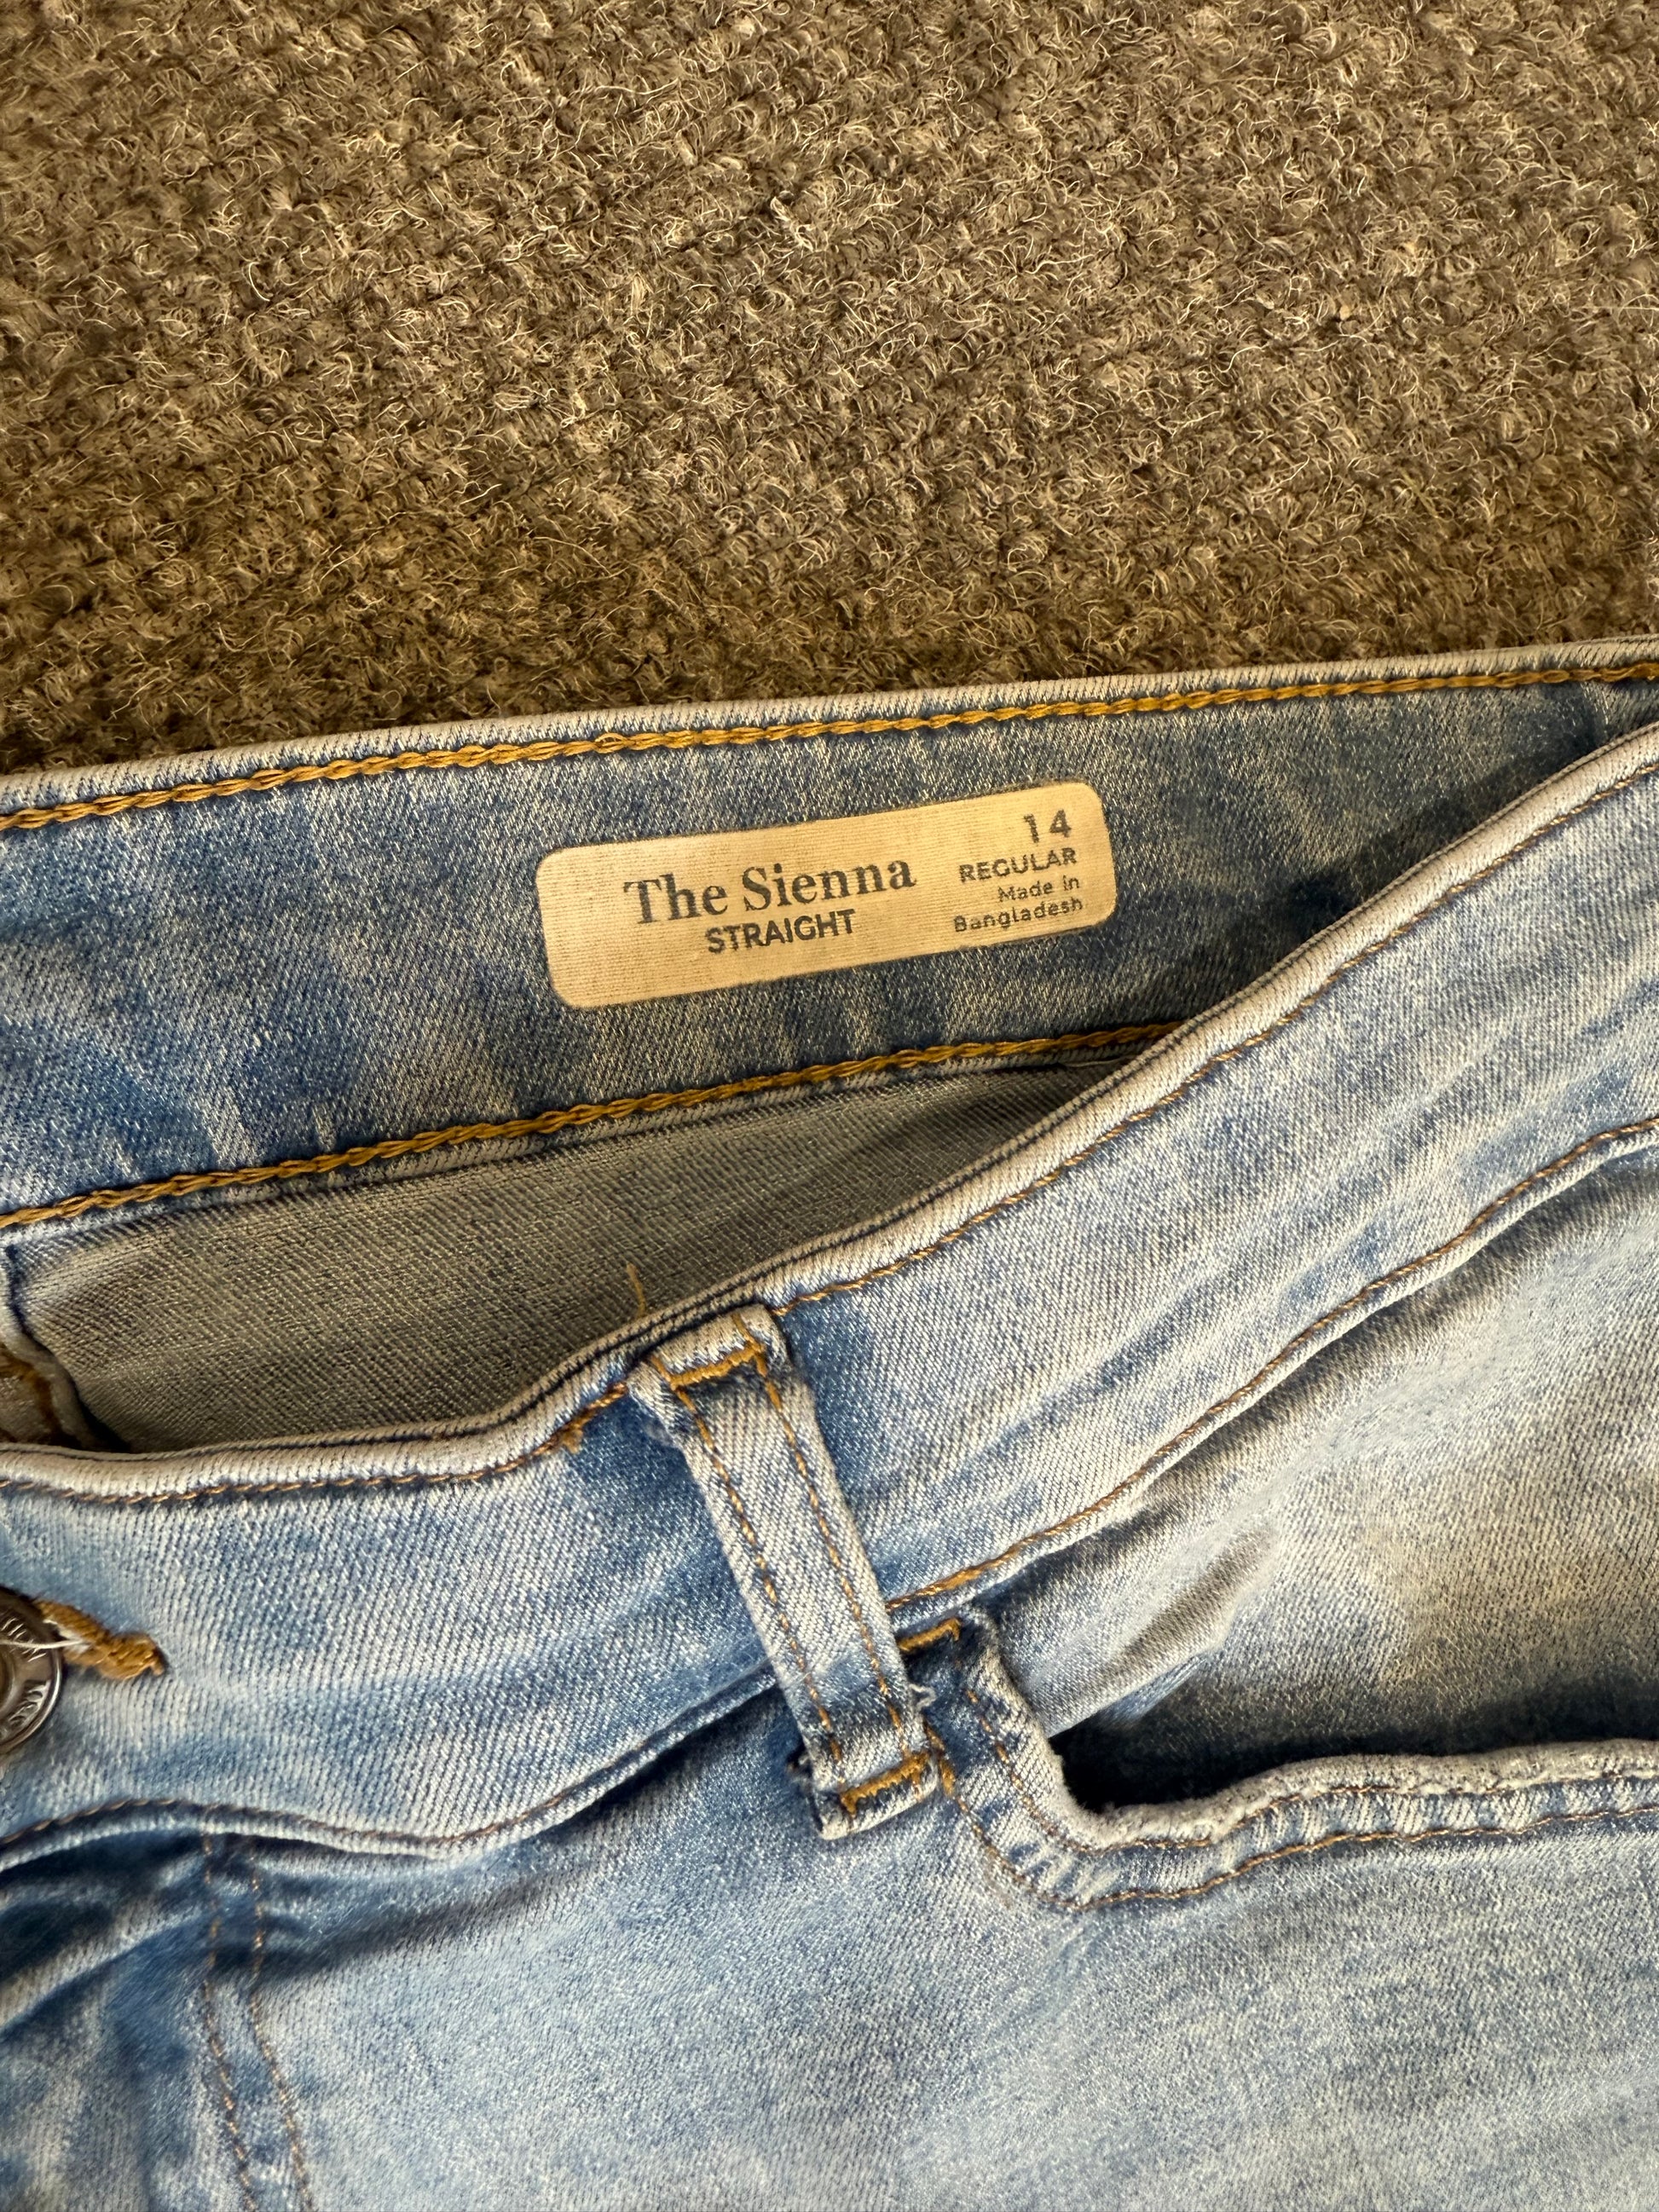 The Sienna
STRAIGHT
14
REGULAR
Made in
Bangladesh